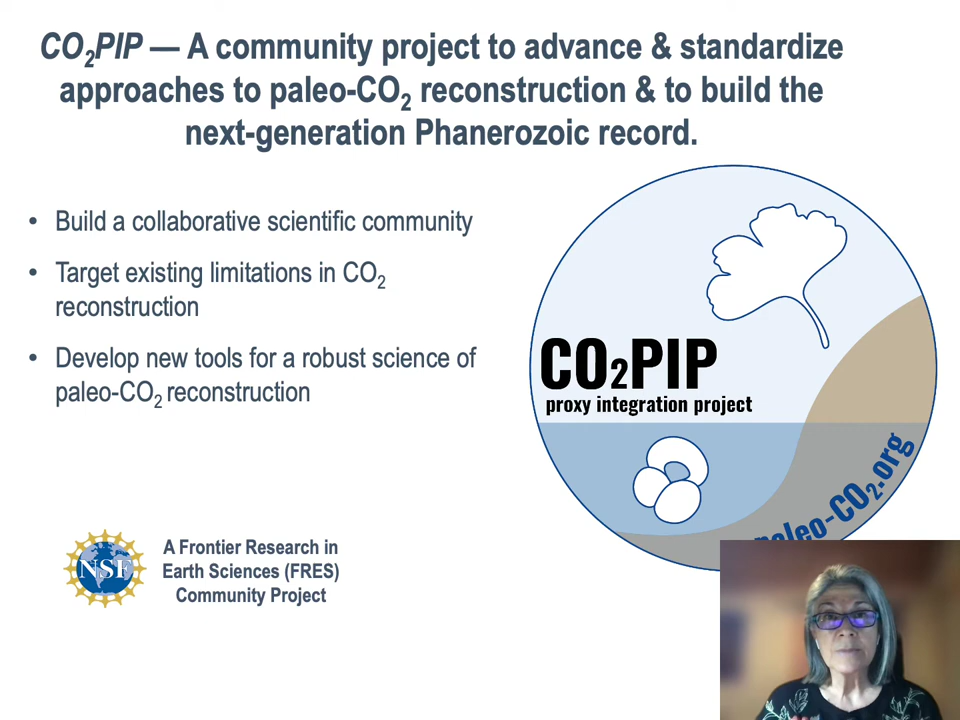 CO₂PIP — A community project to advance & standardize
approaches to paleo-CO₂ reconstruction & to build the
next-generation Phanerozoic record.
• Build a collaborative scientific community
• Target existing limitations in CO₂
reconstruction
• Develop new tools for a robust science of
paleo-CO₂ reconstruction
CO₂PIP
proxy integration project
paleo-CO₂.org
NSF
A Frontier Research in
Earth Sciences (FRES)
Community Project